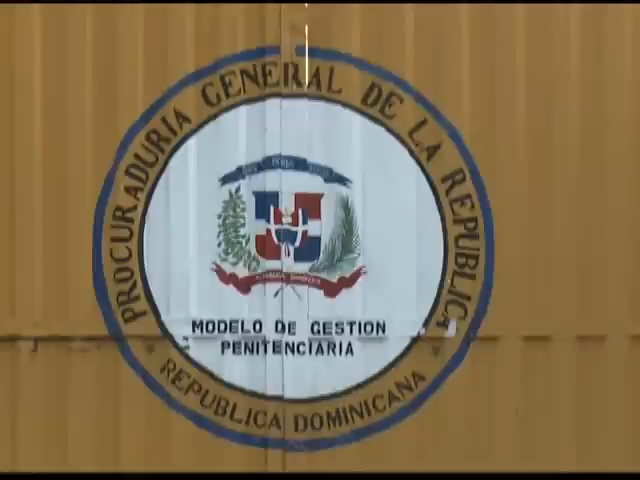 PROCURADURIA GENERAL DE LA REPUBLICA
MODELO DE GESTION
PENITENCIARIA
REPUBLICA DOMINICANA